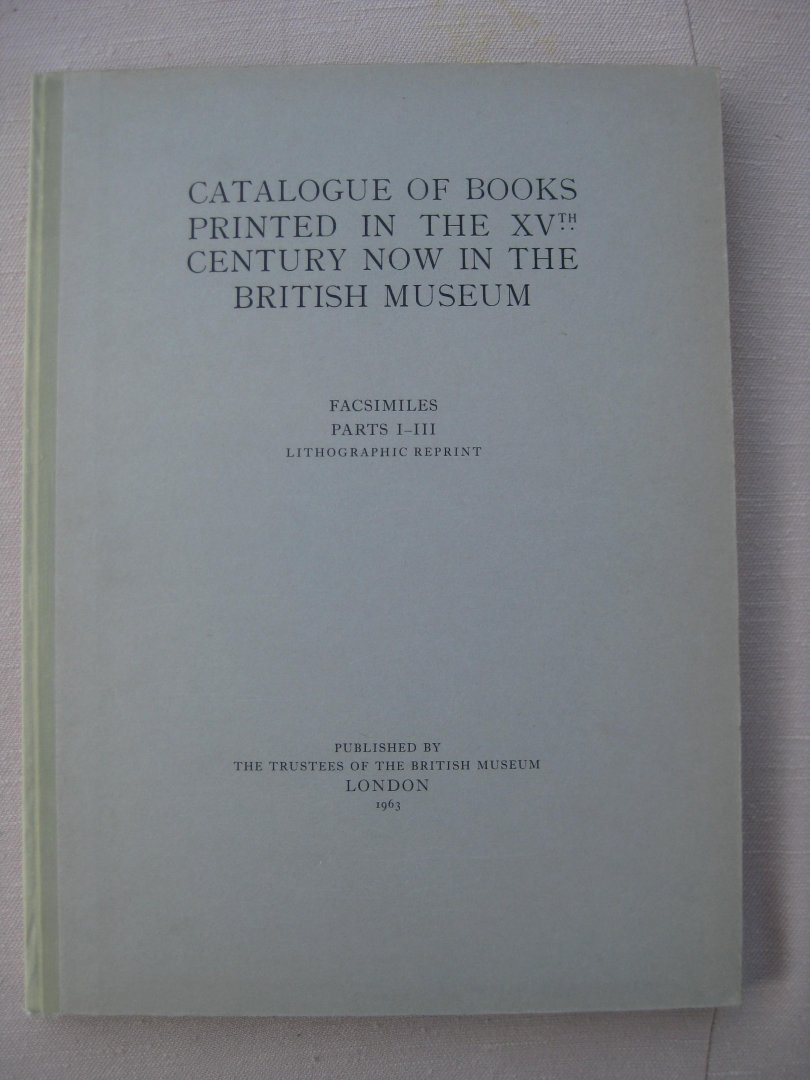 CATALOGUE OF BOOKS
PRINTED IN THE XVTH
CENTURY NOW IN THE
BRITISH MUSEUM
FACSIMILES
PARTS I–III
LITHOGRAPHIC REPRINT
PUBLISHED BY
THE TRUSTEES OF THE BRITISH MUSEUM
LONDON
1963